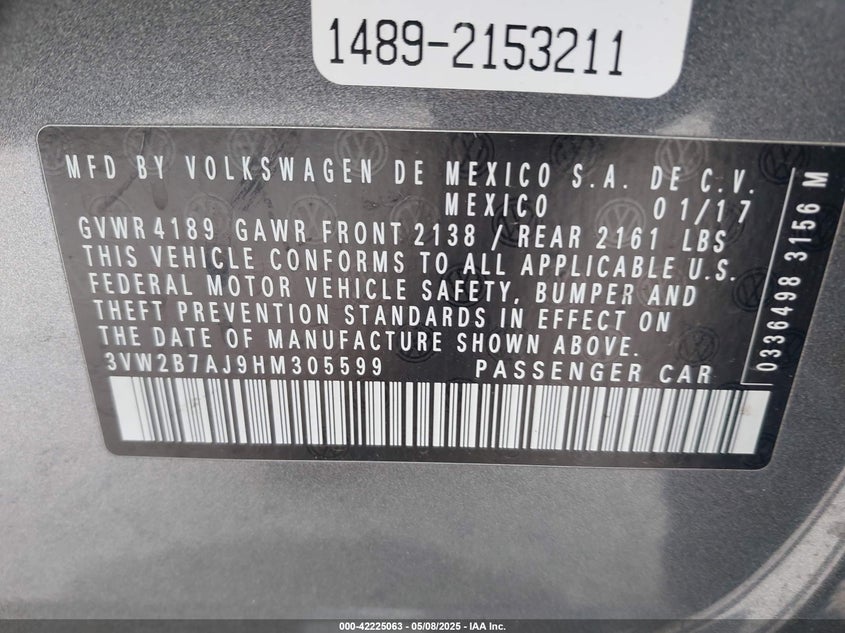 1489-2153211
MFD BY VOLKSWAGEN DE MEXICO S.A. DE C.V.
MEXICO 01/17
GVWR 4189 GAWR FRONT 2138 / REAR 2161 LBS
THIS VEHICLE CONFORMS TO ALL APPLICABLE U.S.
FEDERAL MOTOR VEHICLE SAFETY, BUMPER AND
THEFT PREVENTION STANDARDS IN EFFECT ON
THE DATE OF MANUFACTURE SHOWN ABOVE.
3VW2B7AJ9HM305599 PASSENGER CAR
0336498 3156 M
000-42225063 — 05/08/2025 — IAA Inc.